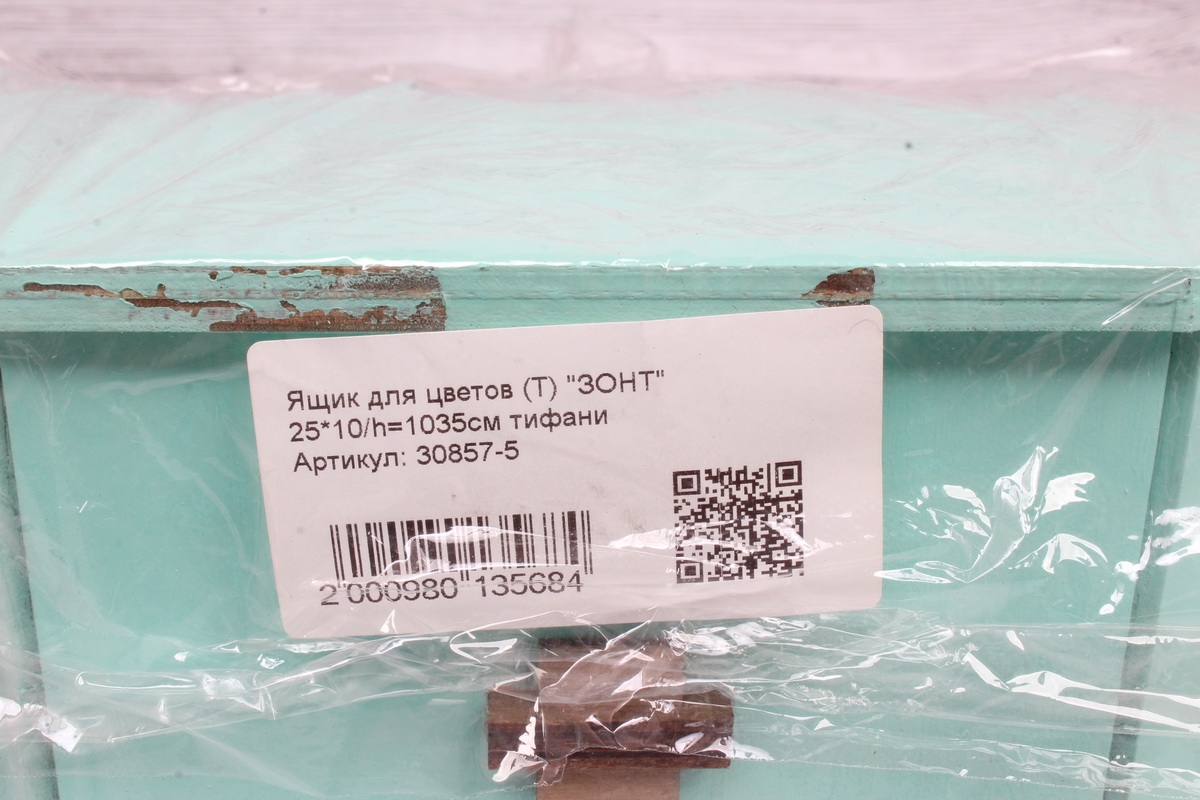 Ящик для цветов (Т) "ЗОНТ"
25*10/h=1035см тифани
Артикул: 30857-5
2"000980"135684